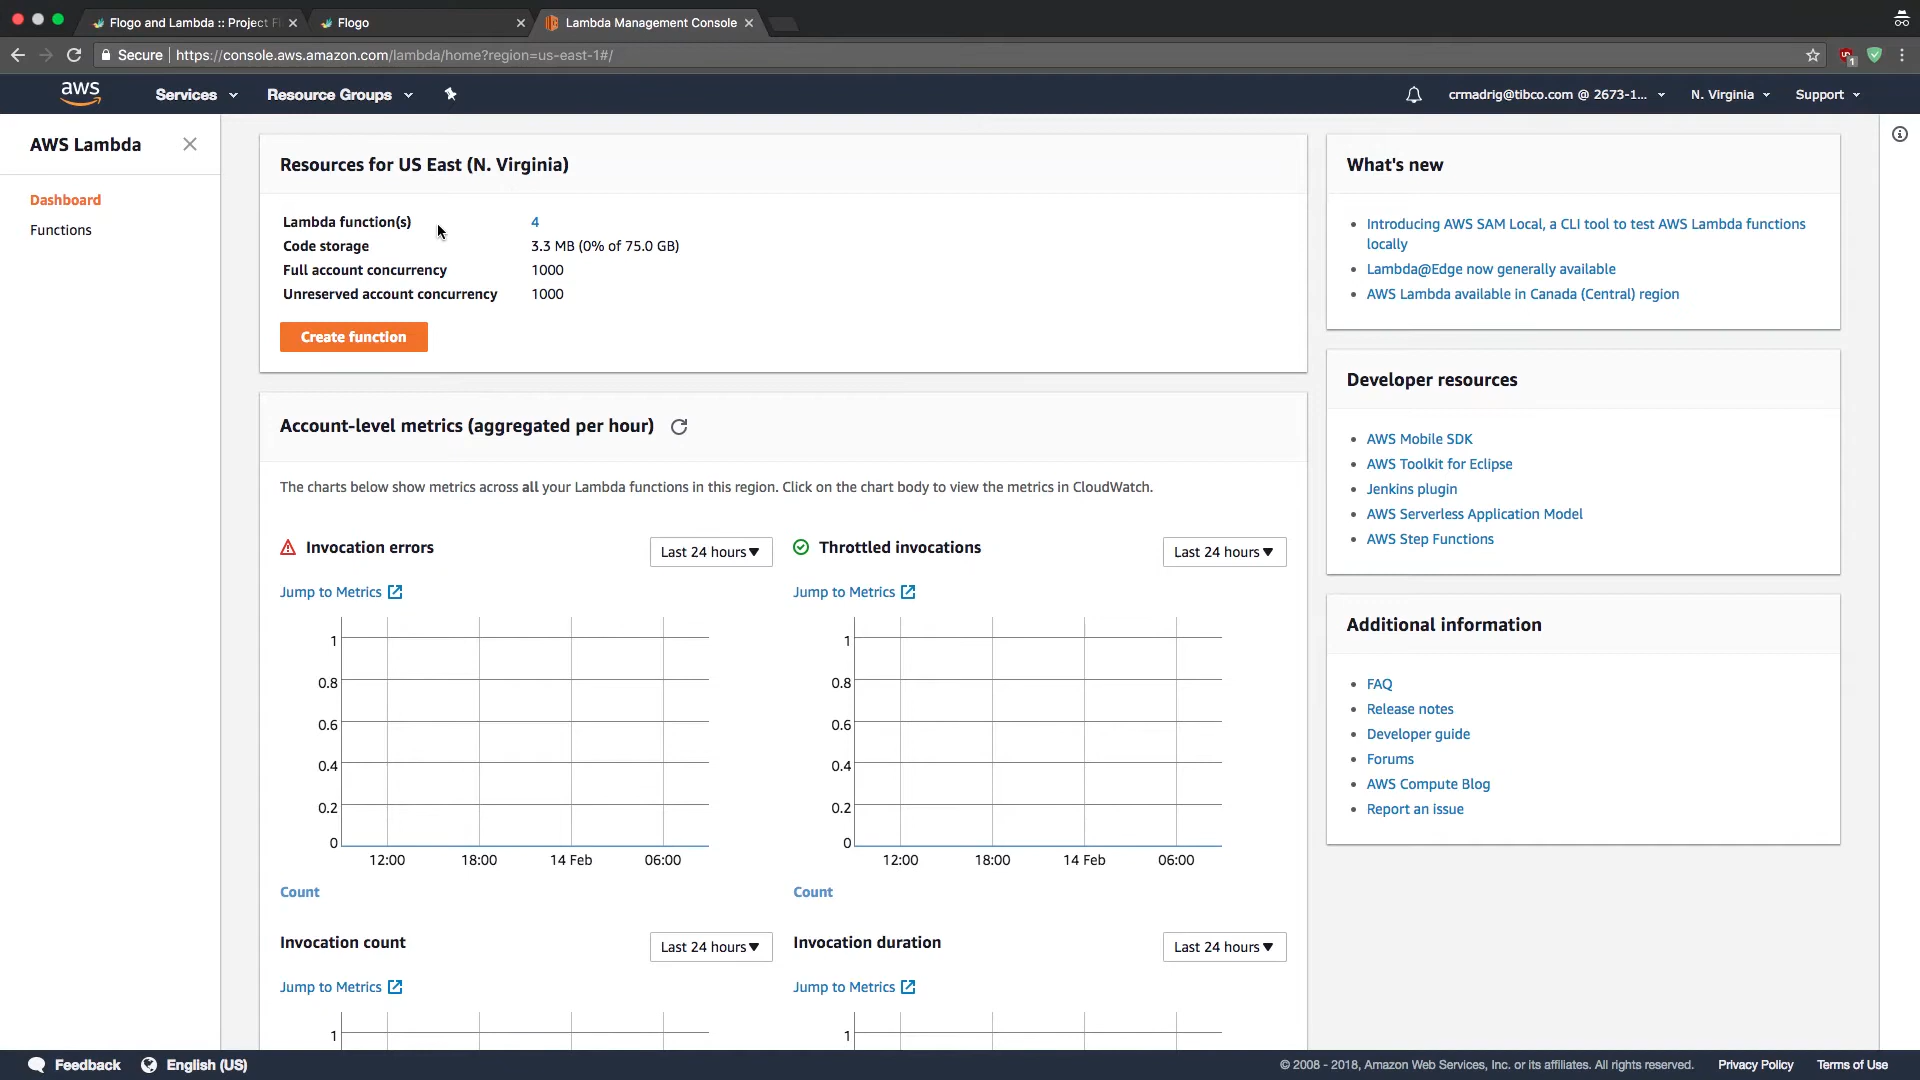 Flogo and Lambda :: Project Fl
Flogo
Lambda Management Console
Secure
https://console.aws.amazon.com/lambda/home?region=us-east-1#/
1
aws
Services
Resource Groups
crmadrig@tibco.com @ 2673-1...
N. Virginia
Support
AWS Lambda
Dashboard
Functions
Resources for US East (N. Virginia)
Lambda function(s) 4
Code storage 3.3 MB (0% of 75.0 GB)
Full account concurrency 1000
Unreserved account concurrency 1000
Create function
Account-level metrics (aggregated per hour)
The charts below show metrics across all your Lambda functions in this region. Click on the chart body to view the metrics in CloudWatch.
Invocation errors
Last 24 hours▼
Jump to Metrics
1
0.8
0.6
0.4
0.2
0
12:00 18:00 14 Feb 06:00
Count
Throttled invocations
Last 24 hours▼
Jump to Metrics
1
0.8
0.6
0.4
0.2
0
12:00 18:00 14 Feb 06:00
Count
Invocation count
Last 24 hours▼
Jump to Metrics
1
Invocation duration
Last 24 hours▼
Jump to Metrics
1
What's new
Introducing AWS SAM Local, a CLI tool to test AWS Lambda functions
locally
Lambda@Edge now generally available
AWS Lambda available in Canada (Central) region
Developer resources
AWS Mobile SDK
AWS Toolkit for Eclipse
Jenkins plugin
AWS Serverless Application Model
AWS Step Functions
Additional information
FAQ
Release notes
Developer guide
Forums
AWS Compute Blog
Report an issue
Feedback
English (US)
© 2008 - 2018, Amazon Web Services, Inc. or its affiliates. All rights reserved.
Privacy Policy
Terms of Use